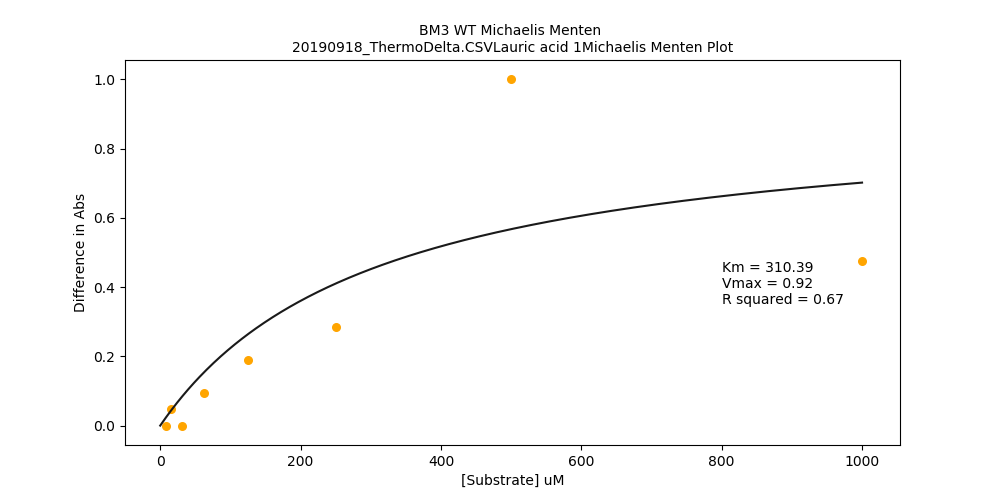 BM3 WT Michaelis Menten
20190918_ThermoDelta.CSVLauric acid 1Michaelis Menten Plot
1.0
0.8
0.6
0.4
0.2
0.0
Difference in Abs
Km = 310.39
Vmax = 0.92
R squared = 0.67
0 200 400 600 800 1000
[Substrate] uM